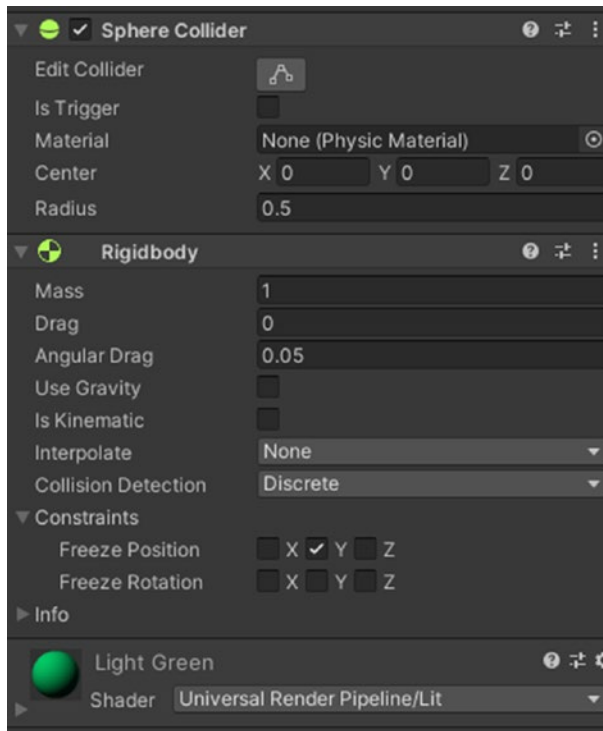 Sphere Collider
Edit Collider
Is Trigger
Material None (Physic Material)
Center X 0 Y 0 Z 0
Radius 0.5
Rigidbody
Mass 1
Drag 0
Angular Drag 0.05
Use Gravity
Is Kinematic
Interpolate None
Collision Detection Discrete
Constraints
Freeze Position X Y Z
Freeze Rotation X Y Z
Info
Light Green
Shader Universal Render Pipeline/Lit